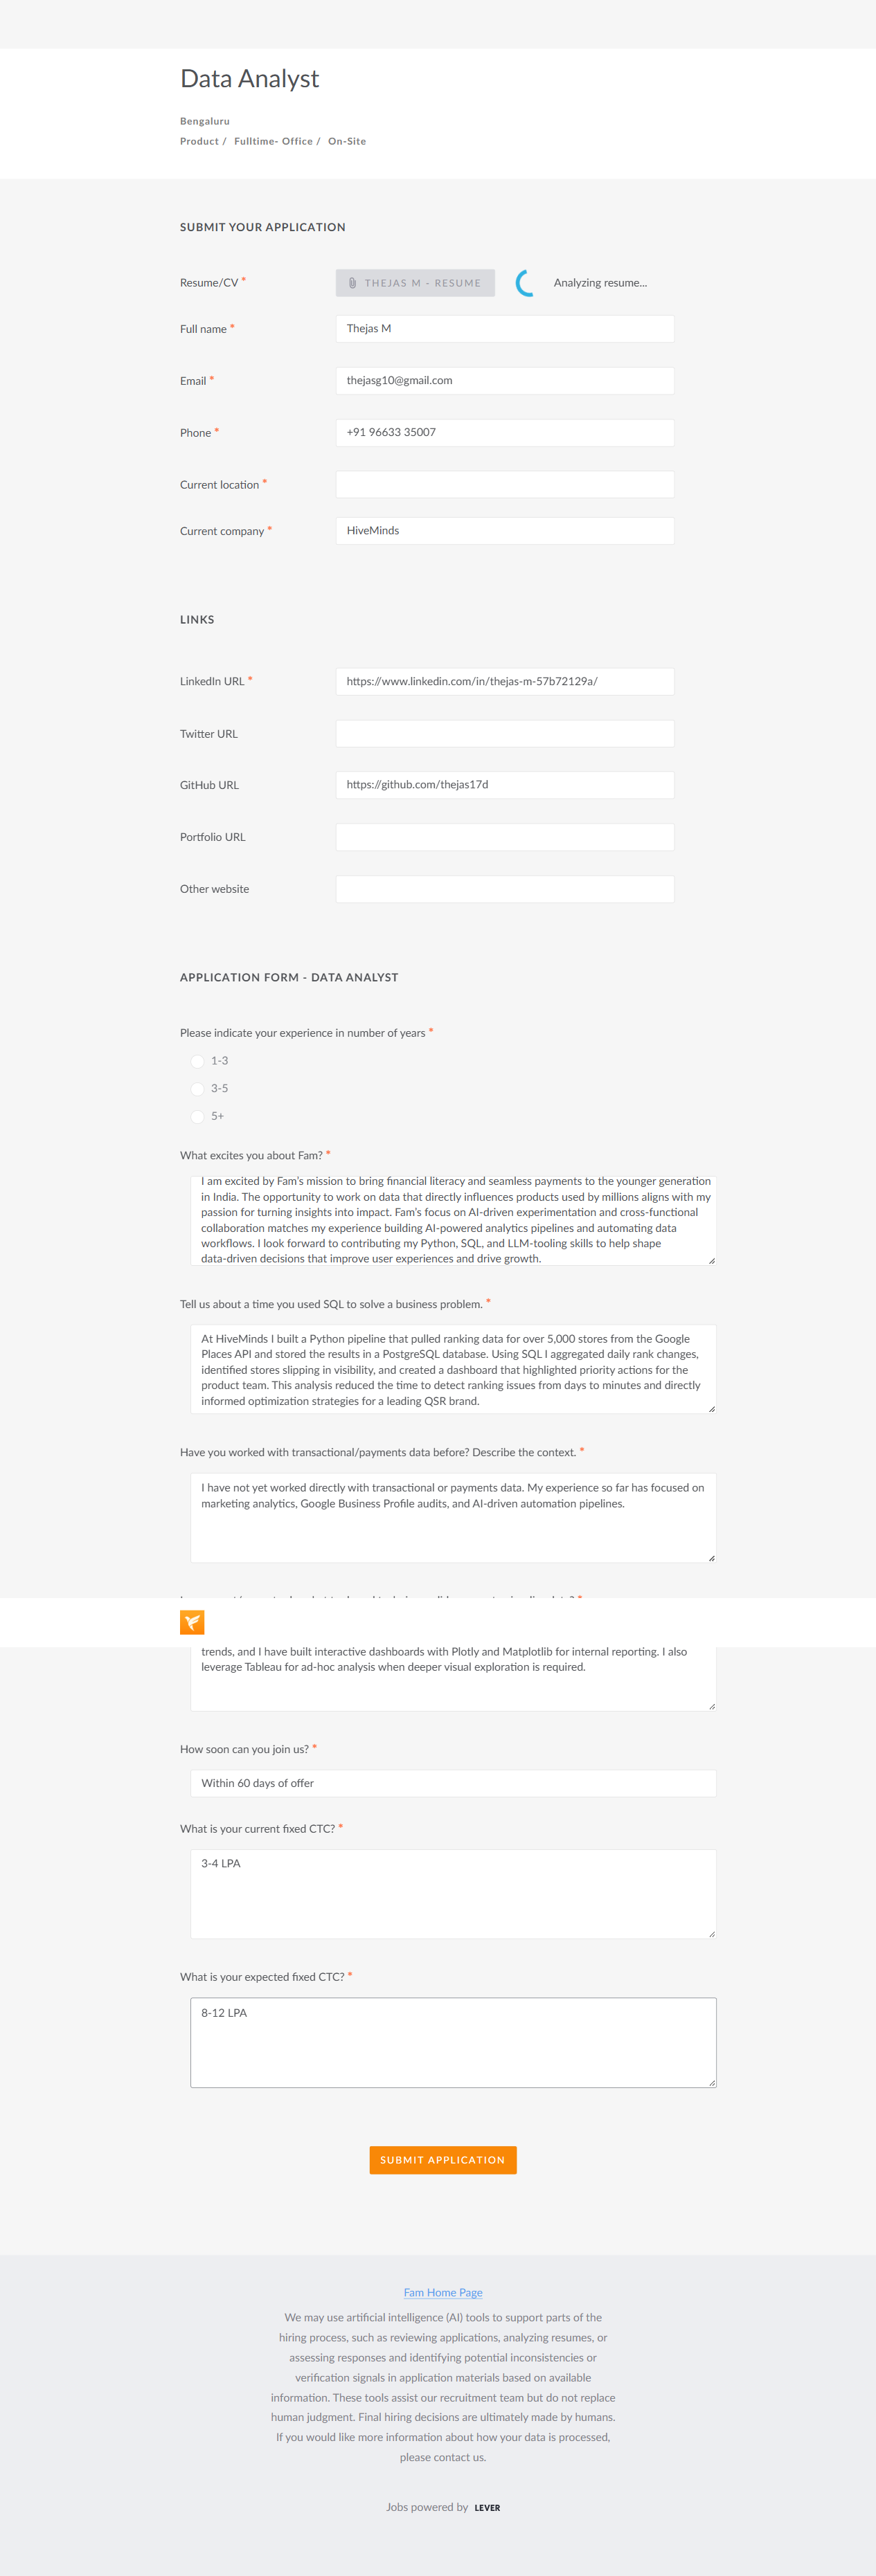 Data Analyst
Bengaluru
Product / Fulltime- Office / On-Site
SUBMIT YOUR APPLICATION
Resume/CV *
THEJAS M - RESUME
Analyzing resume...
Full name *
Thejas M
Email *
thejasg10@gmail.com
Phone *
+91 96633 35007
Current location *
Current company *
HiveMinds
LINKS
LinkedIn URL *
https://www.linkedin.com/in/thejas-m-57b72129a/
Twitter URL
GitHub URL
https://github.com/thejas17d
Portfolio URL
Other website
APPLICATION FORM - DATA ANALYST
Please indicate your experience in number of years *
1-3
3-5
5+
What excites you about Fam? *
I am excited by Fam's mission to bring financial literacy and seamless payments to the younger generation
in India. The opportunity to work on data that directly influences products used by millions aligns with my
passion for turning insights into impact. Fam's focus on AI-driven experimentation and cross-functional
collaboration matches my experience building AI-powered analytics pipelines and automating data
workflows. I look forward to contributing my Python, SQL, and LLM-tooling skills to help shape
data-driven decisions that improve user experiences and drive growth.
Tell us about a time you used SQL to solve a business problem. *
At HiveMinds I built a Python pipeline that pulled ranking data for over 5,000 stores from the Google
Places API and stored the results in a PostgreSQL database. Using SQL I aggregated daily rank changes,
identified stores slipping in visibility, and created a dashboard that highlighted priority actions for the
product team. This analysis reduced the time to detect ranking issues from days to minutes and directly
informed optimization strategies for a leading QSR brand.
Have you worked with transactional/payments data before? Describe the context. *
I have not yet worked directly with transactional or payments data. My experience so far has focused on
marketing analytics, Google Business Profile audits, and AI-driven automation pipelines.
trends, and I have built interactive dashboards with Plotly and Matplotlib for internal reporting. I also
leverage Tableau for ad-hoc analysis when deeper visual exploration is required.
How soon can you join us? *
Within 60 days of offer
What is your current fixed CTC? *
3-4 LPA
What is your expected fixed CTC? *
8-12 LPA
SUBMIT APPLICATION
Fam Home Page
We may use artificial intelligence (AI) tools to support parts of the
hiring process, such as reviewing applications, analyzing resumes, or
assessing responses and identifying potential inconsistencies or
verification signals in application materials based on available
information. These tools assist our recruitment team but do not replace
human judgment. Final hiring decisions are ultimately made by humans.
If you would like more information about how your data is processed,
please contact us.
Jobs powered by LEVER